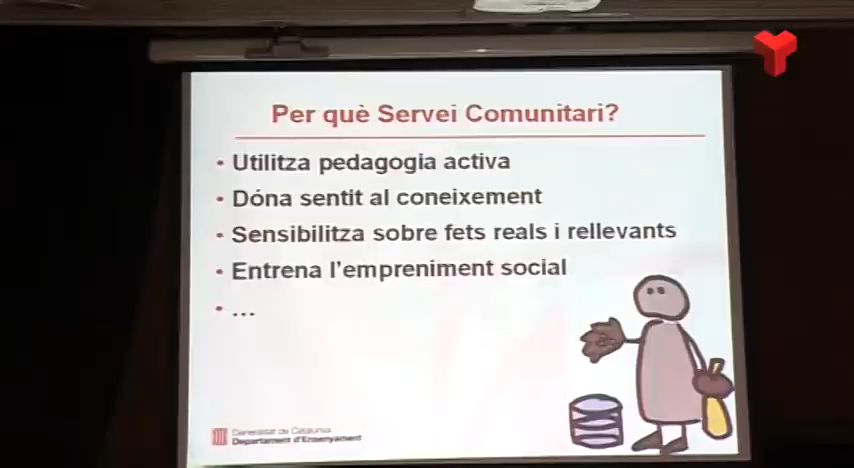 Per què Servei Comunitari?
• Utilitza pedagogia activa
• Dóna sentit al coneixement
• Sensibilitza sobre fets reals i rellevants
• Entrena l'empreniment social
• ...
Generalitat de Catalunya
Departament d'Ensenyament